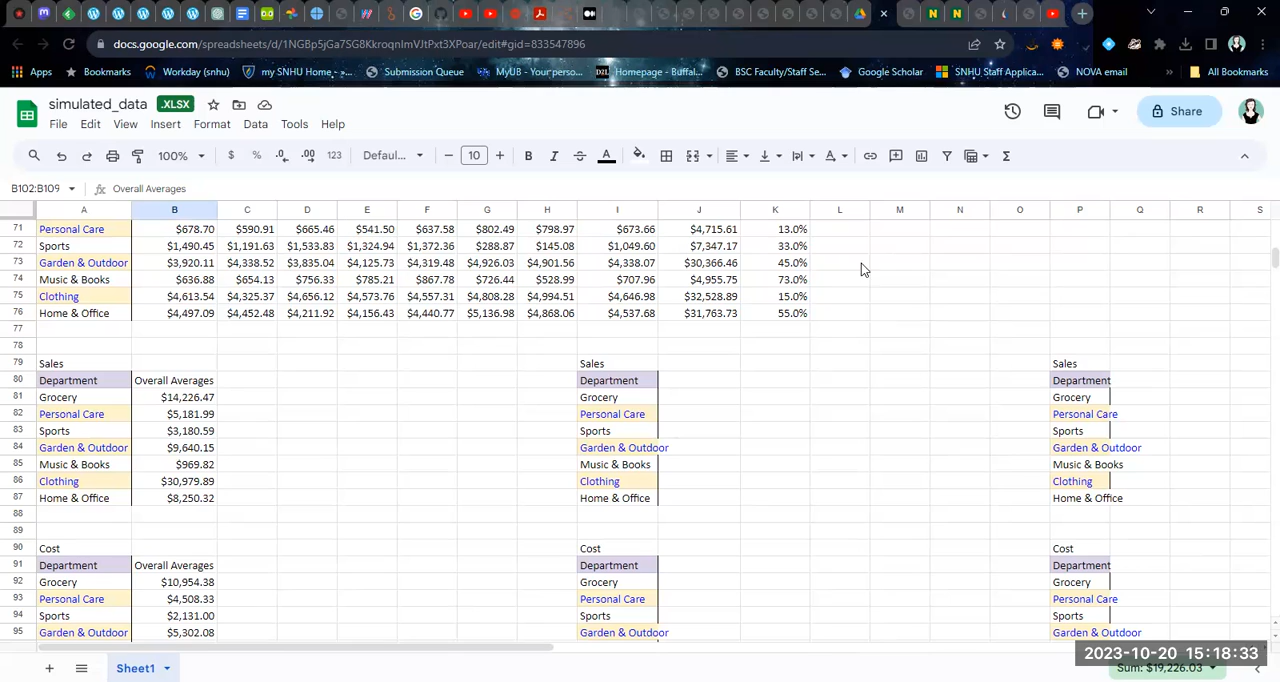 docs.google.com/spreadsheets/d/1NGBp5jGa7SG8KkroqnImVJtPxt3XPoar/edit#gid=833547896
Apps Bookmarks Workday (snhu) my SNHU Home - ... Submission Queue MyUB - Your perso... Homepage - Buffal... BSC Faculty/Staff Se... Google Scholar SNHU Staff Applica... NOVA email » All Bookmarks
simulated_data .XLSX
File Edit View Insert Format Data Tools Help
Share
100% $ % .0 .00 123 Defaul... 10 B I A
B102:B109 fx Overall Averages
A B C D E F G H I J K L M N O P Q R S
71 Personal Care $678.70 $590.91 $665.46 $541.50 $637.58 $802.49 $798.97 $673.66 $4,715.61 13.0%
72 Sports $1,490.45 $1,191.63 $1,533.83 $1,324.94 $1,372.36 $288.87 $145.08 $1,049.60 $7,347.17 33.0%
73 Garden & Outdoor $3,920.11 $4,338.52 $3,835.04 $4,125.73 $4,319.48 $4,926.03 $4,901.56 $4,338.07 $30,366.46 45.0%
74 Music & Books $636.88 $654.13 $756.33 $785.21 $867.78 $726.44 $528.99 $707.96 $4,955.75 73.0%
75 Clothing $4,613.54 $4,325.37 $4,656.12 $4,573.76 $4,557.31 $4,808.28 $4,994.51 $4,646.98 $32,528.89 15.0%
76 Home & Office $4,497.09 $4,452.48 $4,211.92 $4,156.43 $4,440.77 $5,136.98 $4,868.06 $4,537.68 $31,763.73 55.0%
77
78
79 Sales Sales Sales
80 Department Overall Averages Department Department
81 Grocery $14,226.47 Grocery Grocery
82 Personal Care $5,181.99 Personal Care Personal Care
83 Sports $3,180.59 Sports Sports
84 Garden & Outdoor $9,640.15 Garden & Outdoor Garden & Outdoor
85 Music & Books $969.82 Music & Books Music & Books
86 Clothing $30,979.89 Clothing Clothing
87 Home & Office $8,250.32 Home & Office Home & Office
88
89
90 Cost Cost Cost
91 Department Overall Averages Department Department
92 Grocery $10,954.38 Grocery Grocery
93 Personal Care $4,508.33 Personal Care Personal Care
94 Sports $2,131.00 Sports Sports
95 Garden & Outdoor $5,302.08 Garden & Outdoor Garden & Outdoor
2023-10-20 15:18:33
Sheet1 Sum: $19,226.03